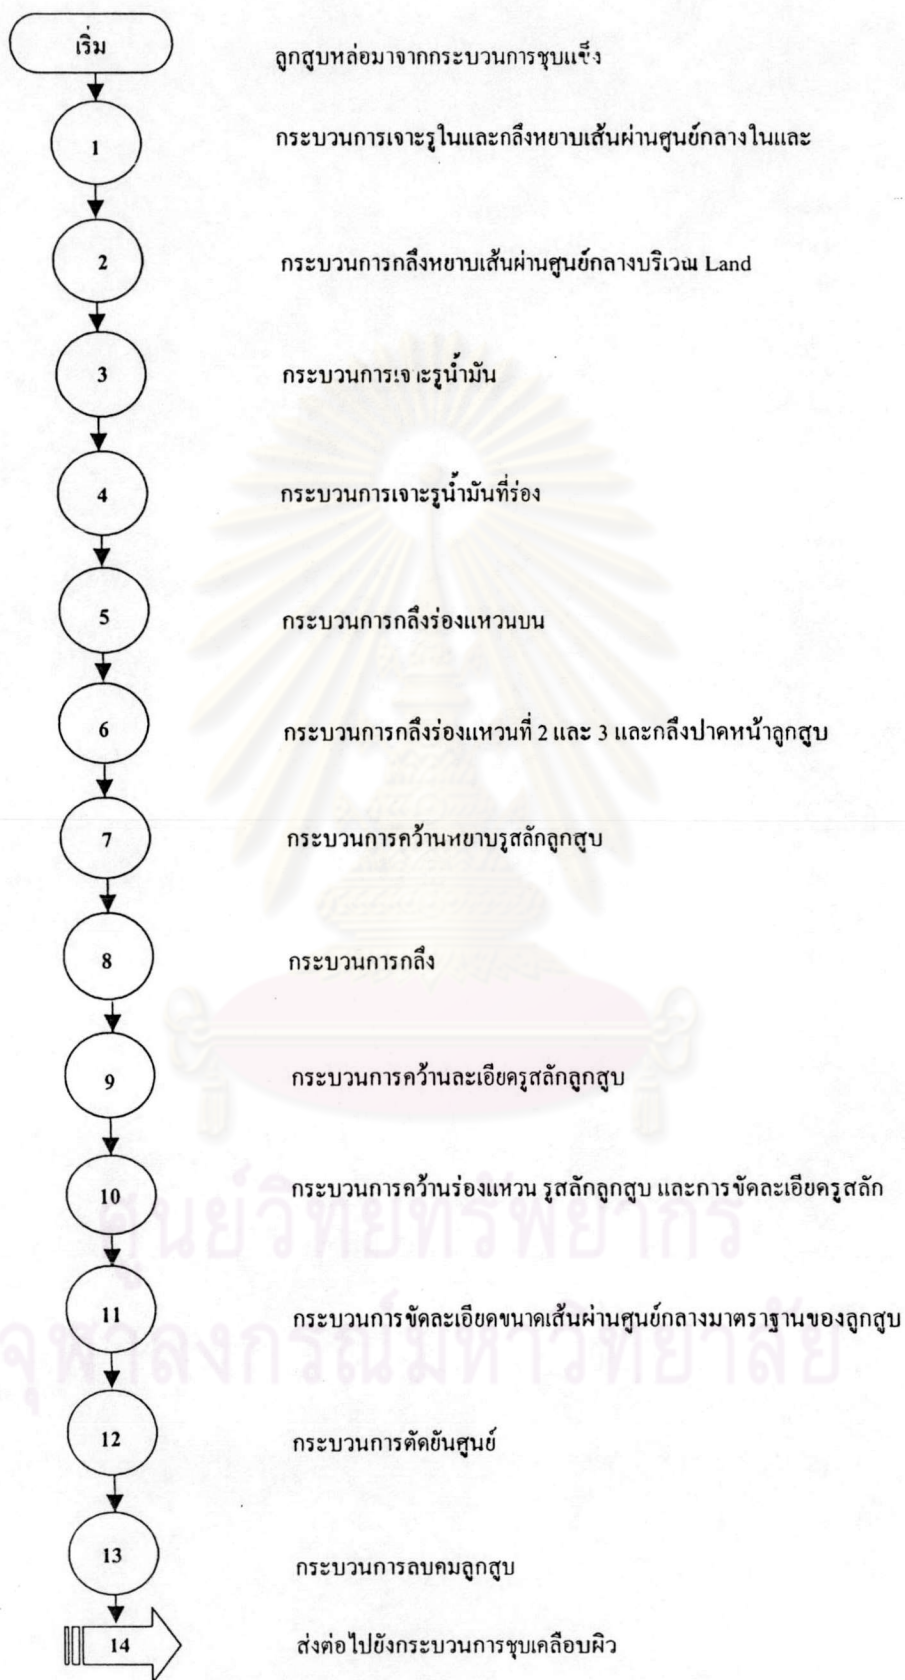 เริ่ม ลูกสูบหล่อมาจากกระบวนการชุบแข็ง
1 กระบวนการเจาะรูในและกลึงหยาบเส้นผ่านศูนย์กลางในและ
2 กระบวนการกลึงหยาบเส้นผ่านศูนย์กลางบริเวณ Land
3 กระบวนการเจาะรูน้ำมัน
4 กระบวนการเจาะรูน้ำมันที่ร่อง
5 กระบวนการกลึงร่องแหวนบน
6 กระบวนการกลึงร่องแหวนที่ 2 และ 3 และกลึงปาดหน้าลูกสูบ
7 กระบวนการคว้านหยาบรูสลักลูกสูบ
8 กระบวนการกลึง
9 กระบวนการคว้านละเอียดรูสลักลูกสูบ
10 กระบวนการคว้านร่องแหวน รูสลักลูกสูบ และการขัดละเอียดรูสลัก
ศูนย์วิทยทรัพยากร
11 กระบวนการขัดละเอียดขนาดเส้นผ่านศูนย์กลางมาตราฐานของลูกสูบ
จุฬาลงกรณ์มหาวิทยาลัย
12 กระบวนการตัดยันศูนย์
13 กระบวนการลบคมลูกสูบ
14 ส่งต่อไปยังกระบวนการชุบเคลือบผิว